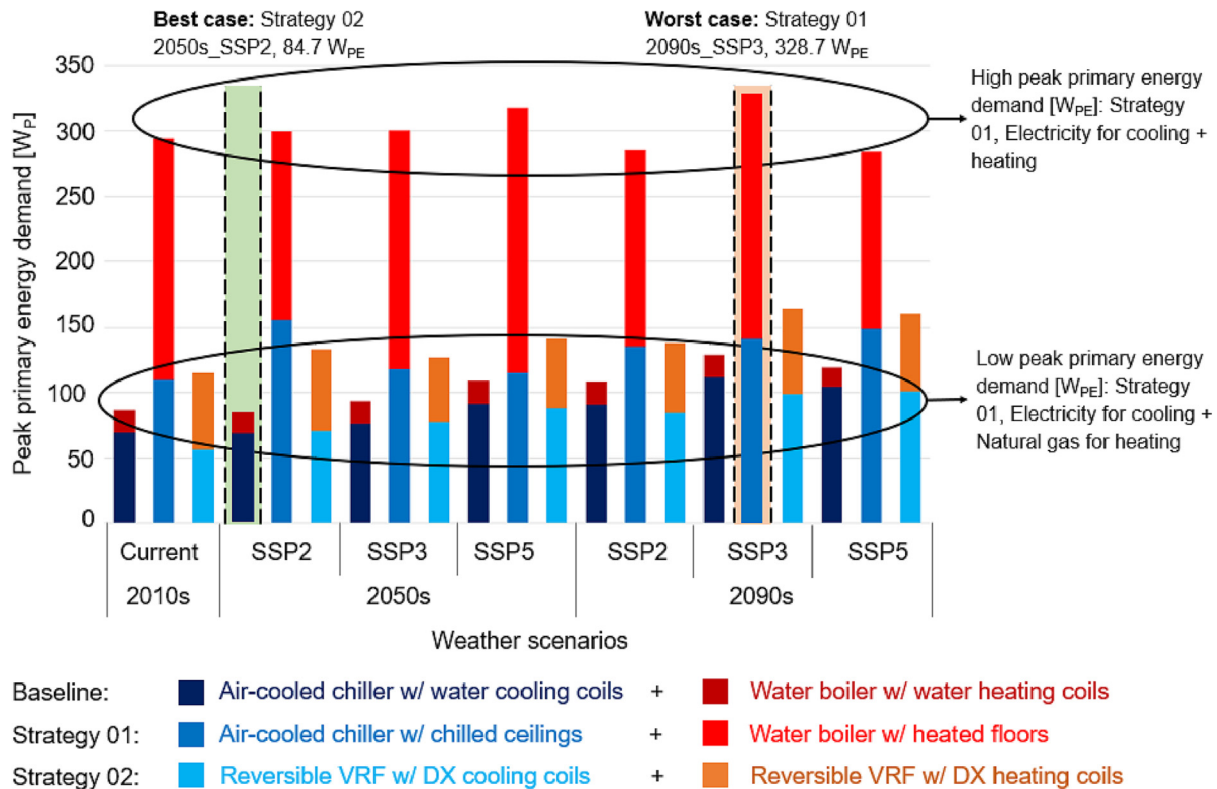 Best case: Strategy 02
2050s_SSP2, 84.7 W_PE
Worst case: Strategy 01
2090s_SSP3, 328.7 W_PE
Peak primary energy demand [W_P]
350
300
250
200
150
100
50
0
High peak primary energy
demand [W_PE]: Strategy
01, Electricity for cooling +
heating
Low peak primary energy
demand [W_PE]: Strategy
01, Electricity for cooling +
Natural gas for heating
Current SSP2 SSP3 SSP5 SSP2 SSP3 SSP5
2010s 2050s 2090s
Weather scenarios
Baseline: Air-cooled chiller w/ water cooling coils + Water boiler w/ water heating coils
Strategy 01: Air-cooled chiller w/ chilled ceilings + Water boiler w/ heated floors
Strategy 02: Reversible VRF w/ DX cooling coils + Reversible VRF w/ DX heating coils